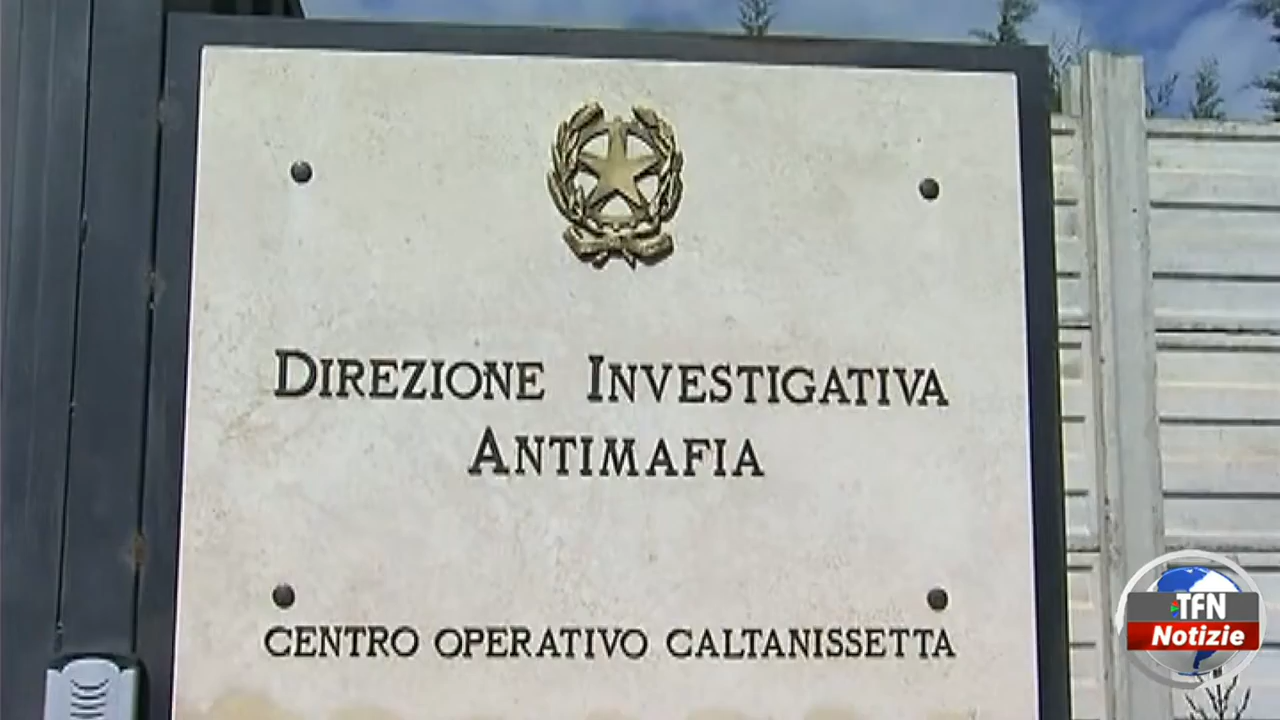 DIREZIONE INVESTIGATIVA
ANTIMAFIA
CENTRO OPERATIVO CALTANISSETTA
TFN
Notizie